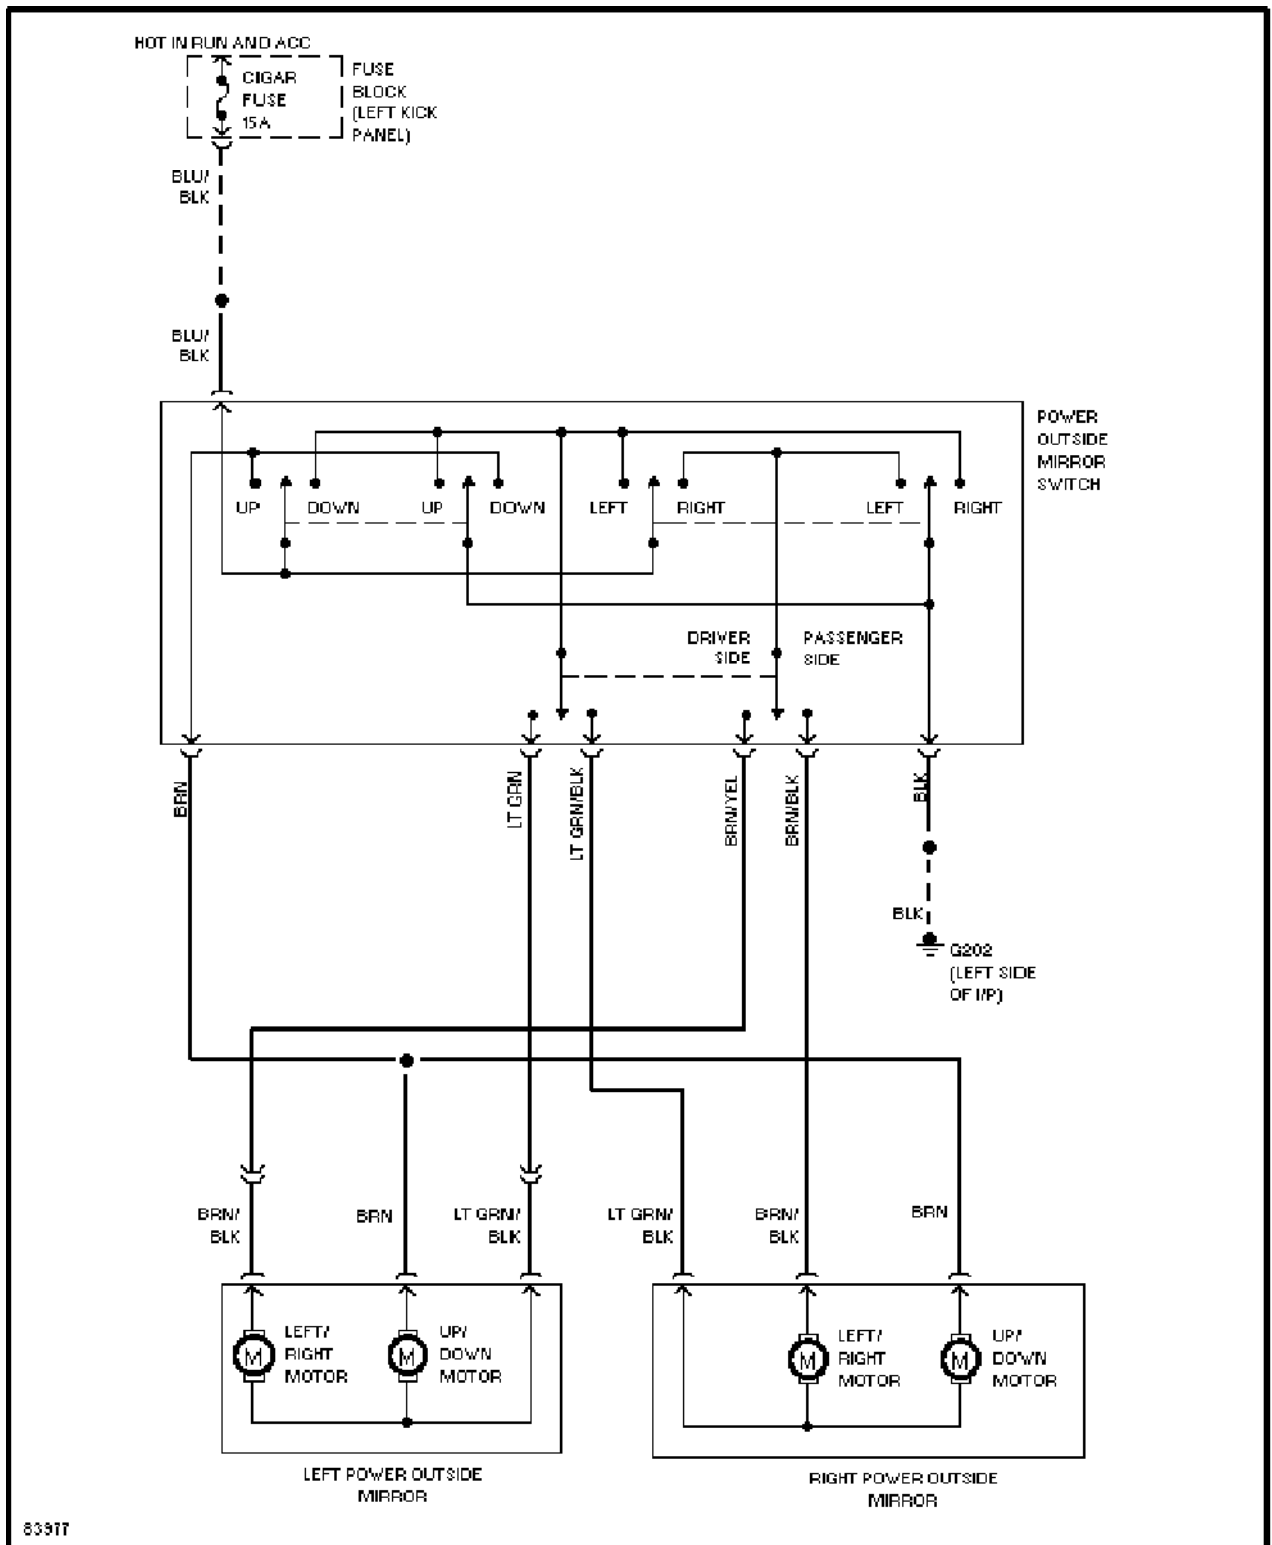 HOT IN RUN AND ACC
CIGAR
FUSE
15A
FUSE
BLOCK
(LEFT KICK
PANEL)
BLU/
BLK
BLU/
BLK
POWER
OUTSIDE
MIRROR
SWITCH
UP
DOWN
UP
DOWN
LEFT
RIGHT
LEFT
RIGHT
DRIVER
SIDE
PASSENGER
SIDE
BRN
LT GRN
LT GRN/BLK
BRN/YEL
BRN/BLK
BLK
BLK
G202
(LEFT SIDE
OF I/P)
BRN/
BLK
BRN
LT GRN/
BLK
LT GRN/
BLK
BRN/
BLK
BRN
LEFT/
RIGHT
MOTOR
M
UP/
DOWN
MOTOR
M
LEFT/
RIGHT
MOTOR
M
UP/
DOWN
MOTOR
M
LEFT POWER OUTSIDE
MIRROR
RIGHT POWER OUTSIDE
MIRROR
83977